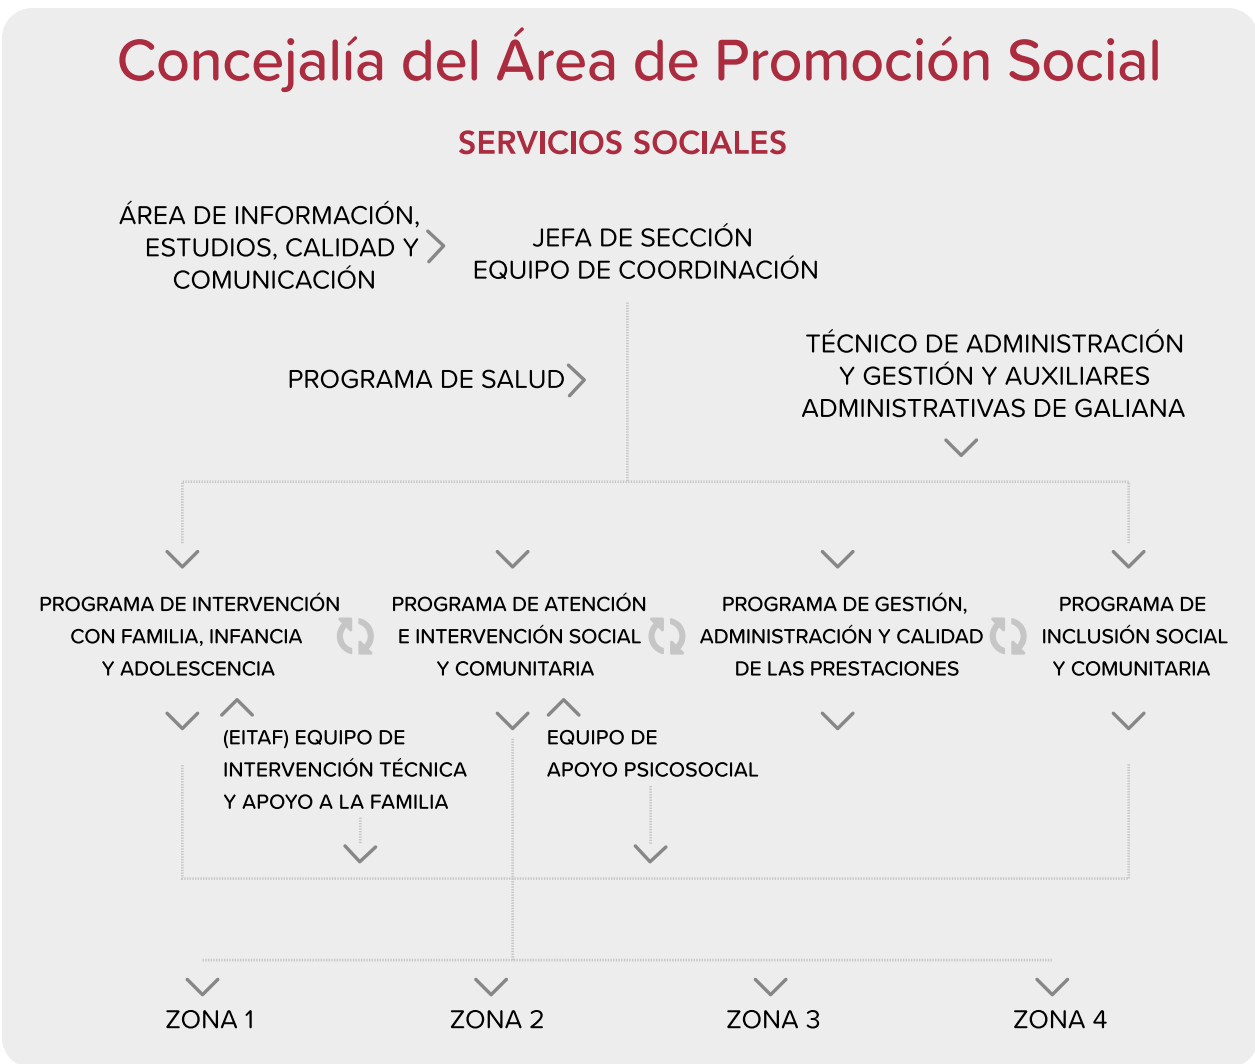 Concejalía del Área de Promoción Social
SERVICIOS SOCIALES
ÁREA DE INFORMACIÓN,
ESTUDIOS, CALIDAD Y
COMUNICACIÓN
JEFA DE SECCIÓN
EQUIPO DE COORDINACIÓN
PROGRAMA DE SALUD
TÉCNICO DE ADMINISTRACIÓN
Y GESTIÓN Y AUXILIARES
ADMINISTRATIVAS DE GALIANA
PROGRAMA DE INTERVENCIÓN
CON FAMILIA, INFANCIA
Y ADOLESCENCIA
PROGRAMA DE ATENCIÓN
E INTERVENCIÓN SOCIAL
Y COMUNITARIA
PROGRAMA DE GESTIÓN,
ADMINISTRACIÓN Y CALIDAD
DE LAS PRESTACIONES
PROGRAMA DE
INCLUSIÓN SOCIAL
Y COMUNITARIA
(EITAF) EQUIPO DE
INTERVENCIÓN TÉCNICA
Y APOYO A LA FAMILIA
EQUIPO DE
APOYO PSICOSOCIAL
ZONA 1
ZONA 2
ZONA 3
ZONA 4